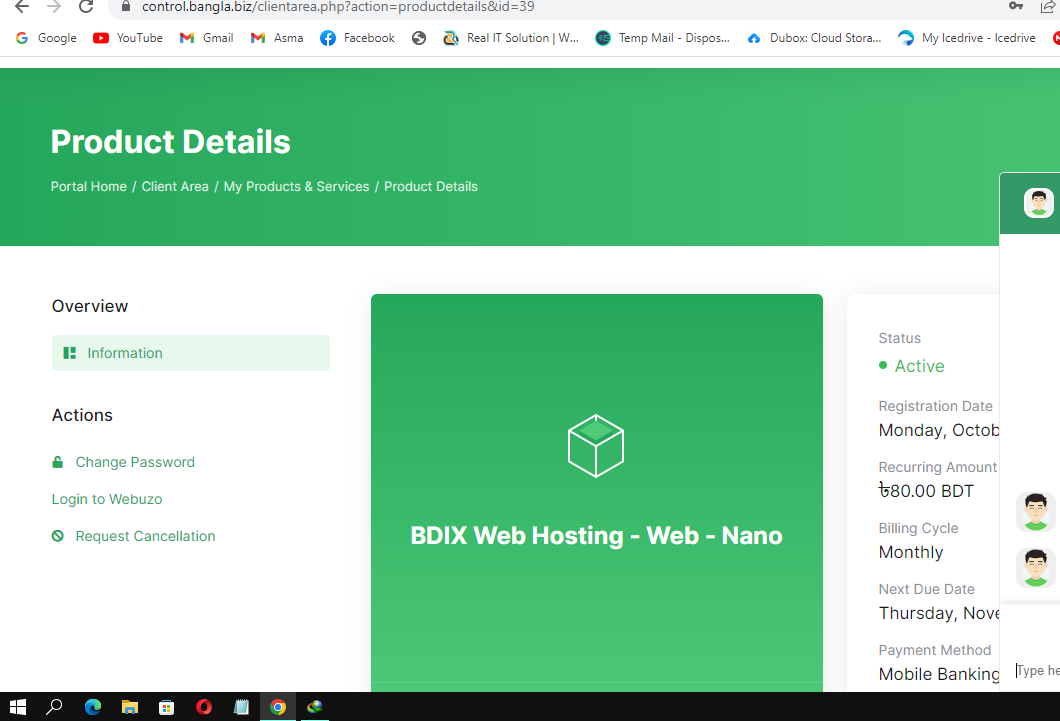 control.bangla.biz/clientarea.php?action=productdetails&id=39
Google YouTube Gmail Asma Facebook Real IT Solution | W... Temp Mail - Dispos... Dubox: Cloud Stora... My Icedrive - Icedrive
Product Details
Portal Home / Client Area / My Products & Services / Product Details
Overview
Information
Actions
Change Password
Login to Webuzo
Request Cancellation
BDIX Web Hosting - Web - Nano
Status
Active
Registration Date
Monday, Octob
Recurring Amount
৳80.00 BDT
Billing Cycle
Monthly
Next Due Date
Thursday, Nove
Payment Method
Mobile Banking
Type he